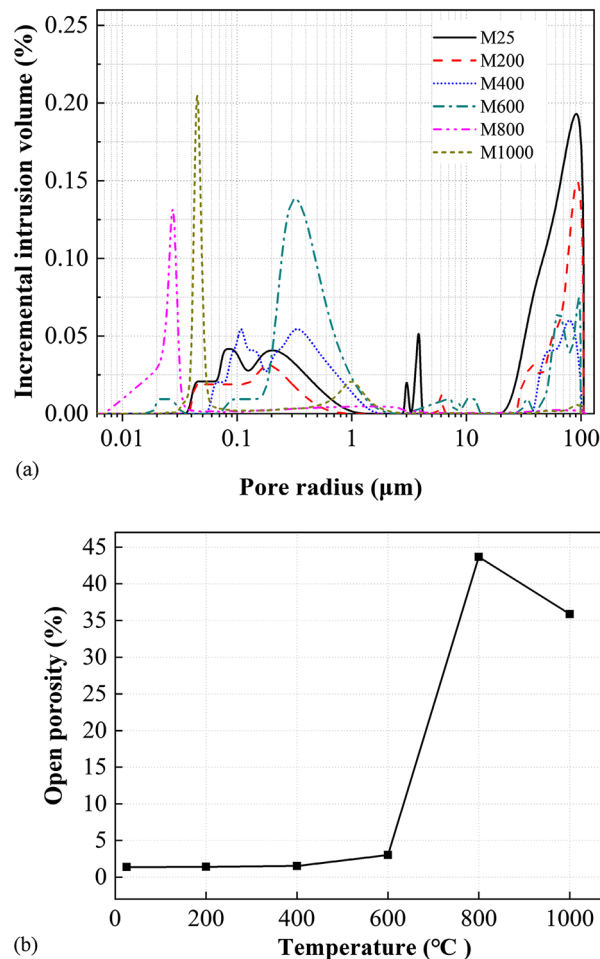 0.25
0.20
0.15
0.10
0.05
0.00
Incremental intrusion volume (%)
M25
M200
M400
M600
M800
M1000
0.01 0.1 1 10 100
Pore radius (μm)
(a)
45
40
35
30
25
20
15
10
5
0
Open porosity (%)
0 200 400 600 800 1000
Temperature (℃ )
(b)